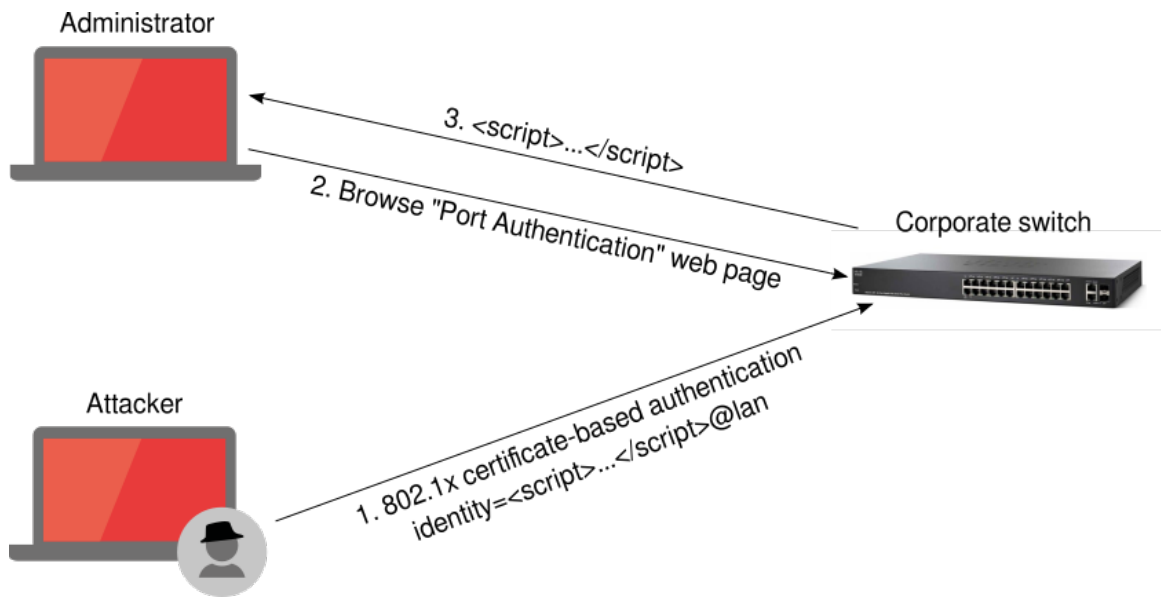 Administrator
3. <script>...</script>
2. Browse "Port Authentication" web page
Corporate switch
Attacker
1. 802.1x certificate-based authentication
identity=<script>...</script>@lan